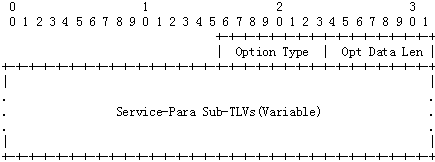 0                   1                   2                   3
 0 1 2 3 4 5 6 7 8 9 0 1 2 3 4 5 6 7 8 9 0 1 2 3 4 5 6 7 8 9 0 1
                                +-+-+-+-+-+-+-+-+-+-+-+-+-+-+-+-+
                                |  Option Type  | Opt Data Len  |
+-+-+-+-+-+-+-+-+-+-+-+-+-+-+-+-+-+-+-+-+-+-+-+-+-+-+-+-+-+-+-+-+
|                                                               |
.                                                               .
.                Service-Para Sub-TLVs(Variable)                .
.                                                               .
|                                                               |
+-+-+-+-+-+-+-+-+-+-+-+-+-+-+-+-+-+-+-+-+-+-+-+-+-+-+-+-+-+-+-+-+